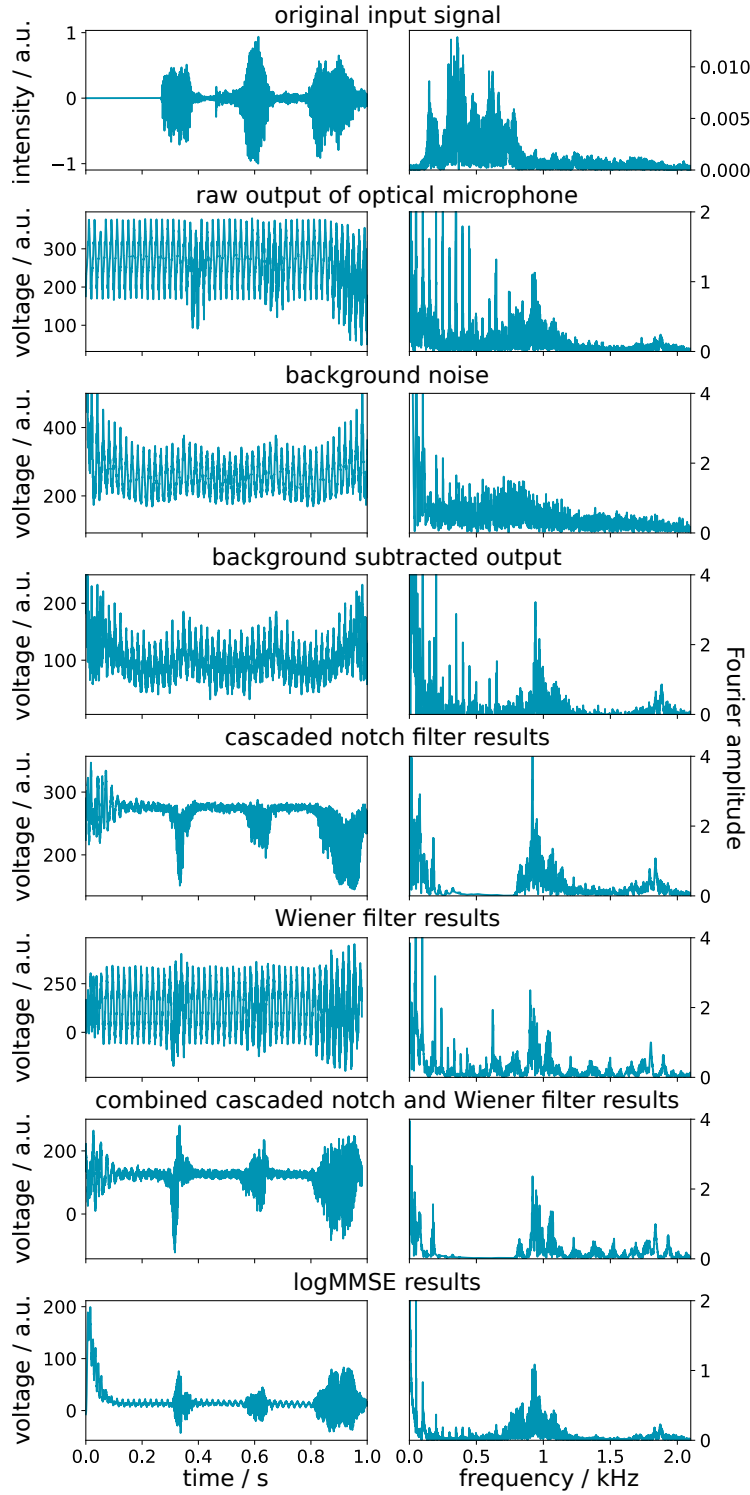 original input signal
intensity / a.u.
1
0
−1
0.010
0.005
0.000
raw output of optical microphone
voltage / a.u.
300
200
100
2
1
0
background noise
voltage / a.u.
400
200
4
2
0
background subtracted output
voltage / a.u.
200
100
4
2
0
Fourier amplitude
cascaded notch filter results
voltage / a.u.
300
200
4
2
0
Wiener filter results
voltage / a.u.
250
0
4
2
0
combined cascaded notch and Wiener filter results
voltage / a.u.
100
0
4
2
0
logMMSE results
voltage / a.u.
200
100
0
2
1
0
0.0 0.2 0.4 0.6 0.8 1.0
0.0 0.5 1.0 1.5 2.0
time / s
frequency / kHz